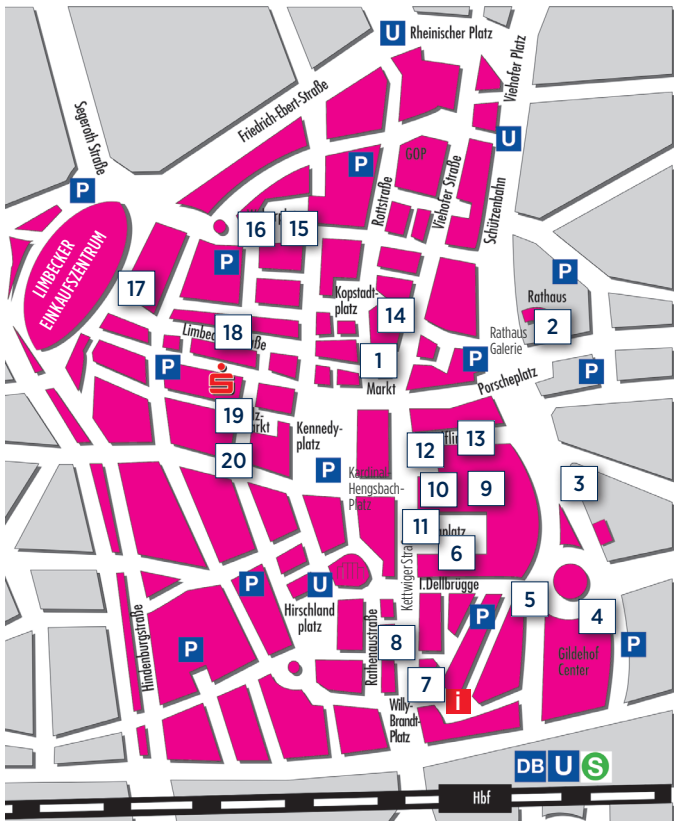 U
Rheinischer Platz
Viehofer Platz
Friedrich-Ebert-Straße
Segeroth Straße
P
GOP
U
P
Rottstraße
Viehofer Straße
Schützenbahn
16
15
P
P
LIMBECKER
EINKAUFSZENTRUM
17
Kopstadt-
platz
14
Rathaus
2
Rathaus
Galerie
18
1
Markt
P
P
S
P
Porscheplatz
19
Kennedy-
platz
20
P
Kardinal-
Hengsbach-
Platz
12
13
10
9
3
11
platz
6
Kettwiger
I.Dellbrügge
P
U
Hirschland
platz
Hindenburgstraße
P
Rathenaustraße
8
P
5
4
P
Gildehof
Center
7
i
Willy-
Brandt-
Platz
DB U S
Hbf